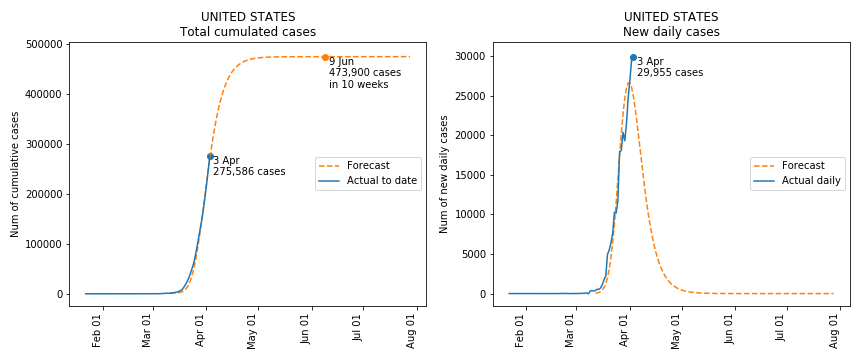 UNITED STATES
Total cumulated cases
Num of cumulative cases
500000
400000
300000
200000
100000
0
9 Jun
473,900 cases
in 10 weeks
3 Apr
275,586 cases
Forecast
Actual to date
Feb 01
Mar 01
Apr 01
May 01
Jun 01
Jul 01
Aug 01
UNITED STATES
New daily cases
Num of new daily cases
30000
25000
20000
15000
10000
5000
0
3 Apr
29,955 cases
Forecast
Actual daily
Feb 01
Mar 01
Apr 01
May 01
Jun 01
Jul 01
Aug 01